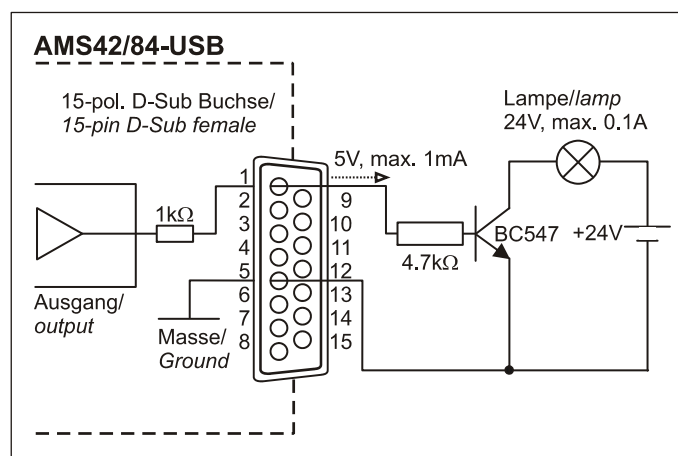 AMS42/84-USB
15-pol. D-Sub Buchse/
15-pin D-Sub female
Lampe/lamp
24V, max. 0.1A
5V, max. 1mA
1
2
3
4
5
6
7
8
9
10
11
12
13
14
15
1kΩ
4.7kΩ
BC547
+24V
Ausgang/
output
Masse/
Ground